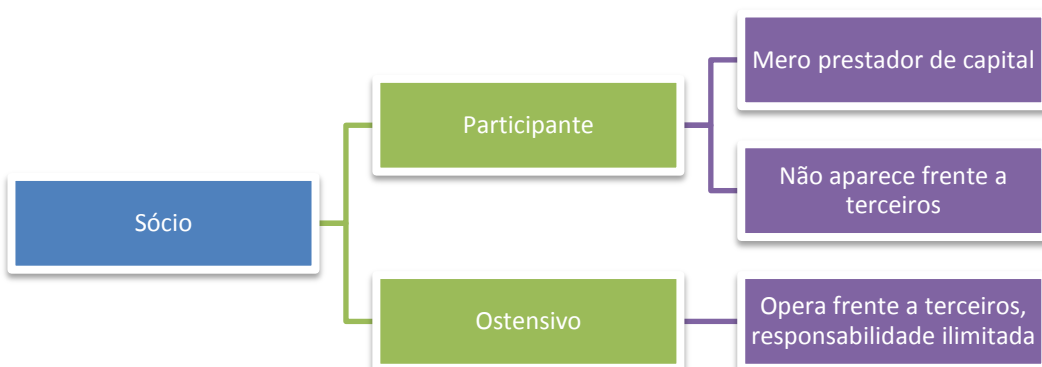 Mero prestador de capital
Participante
Não aparece frente a
terceiros
Sócio
Ostensivo
Opera frente a terceiros,
responsabilidade ilimitada